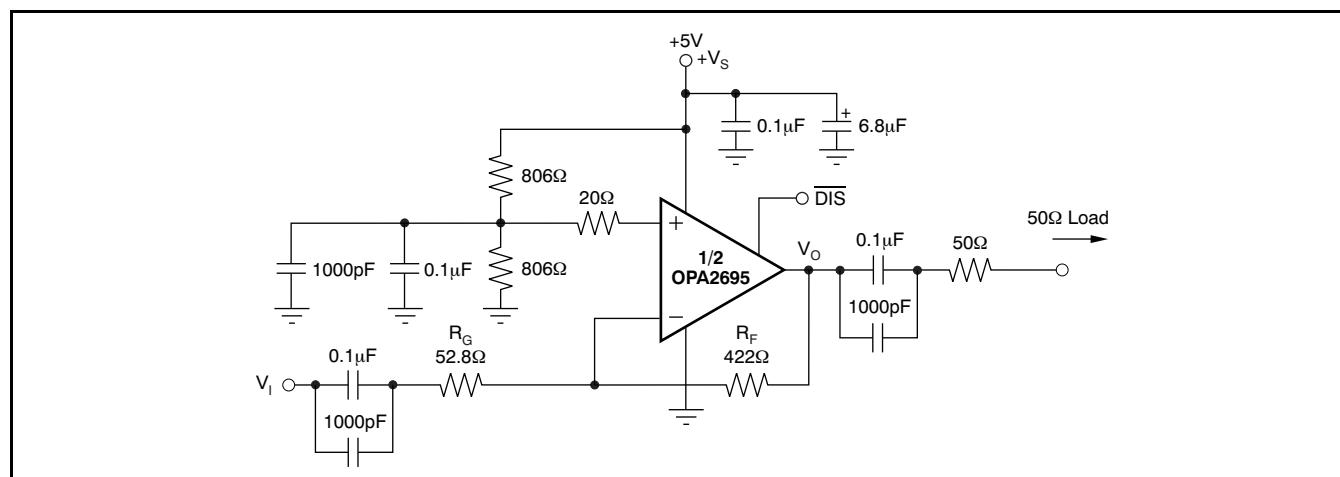 +5V
+V_S
0.1μF
6.8μF
806Ω
20Ω
DIS
50Ω Load
1000pF
0.1μF
806Ω
+
1/2
OPA2695
−
V_O
0.1μF
50Ω
1000pF
R_G
52.8Ω
R_F
422Ω
0.1μF
V_I
1000pF
+